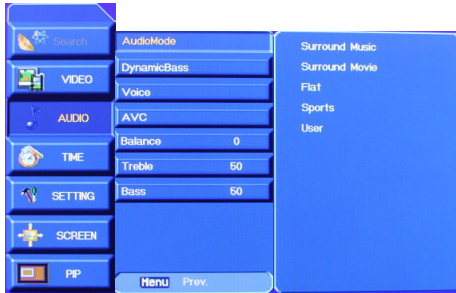 Search
VIDEO
AUDIO
TIME
SETTING
SCREEN
PIP
AudioMode
DynamicBass
Voice
AVC
Balance 0
Treble 50
Bass 50
Menu Prev.
Surround Music
Surround Movie
Flat
Sports
User